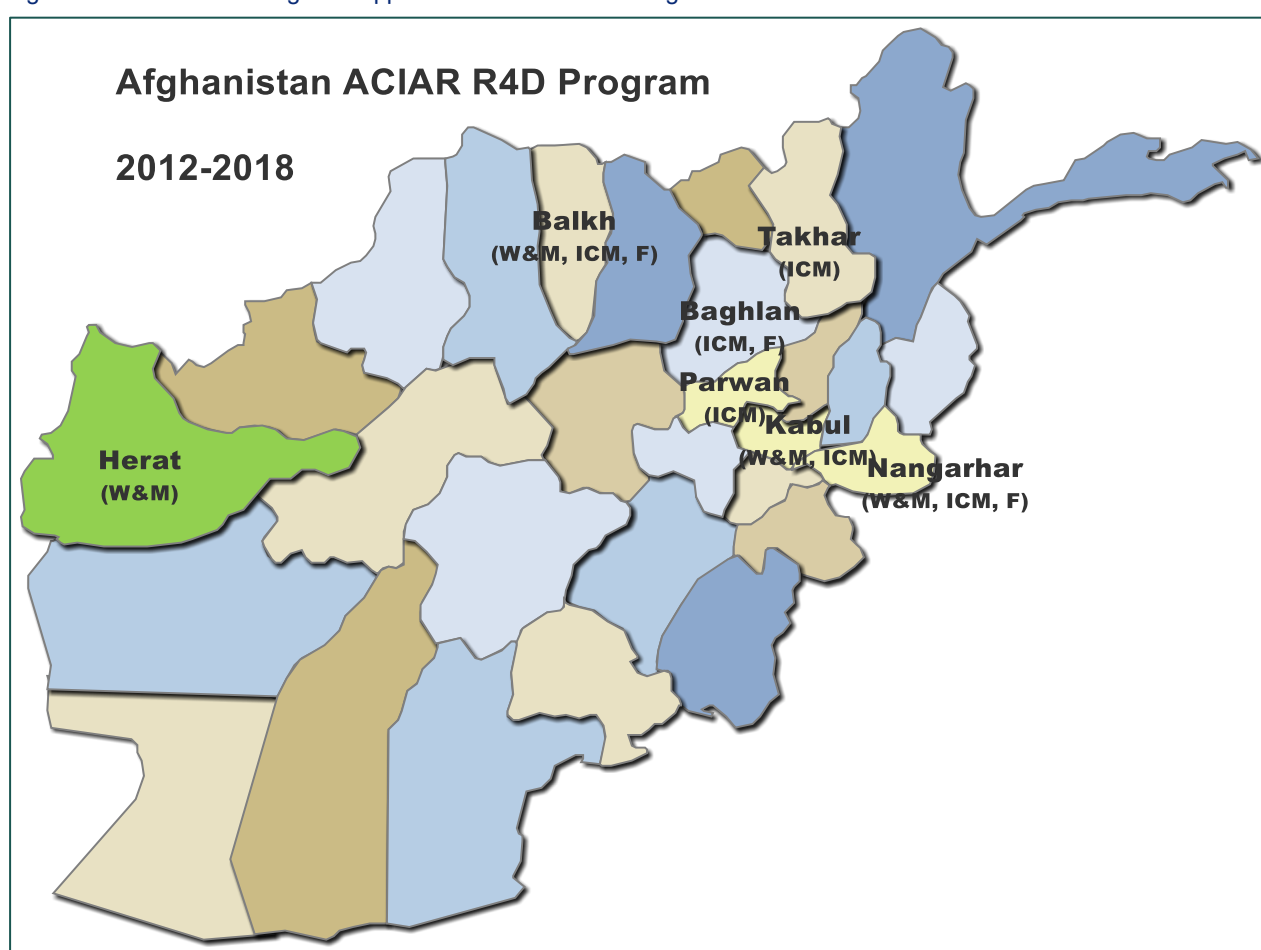 Afghanistan ACIAR R4D Program
2012-2018
Balkh
(W&M, ICM, F)
Takhar
(ICM)
Baghlan
(ICM, F)
Parwan
(ICM)
Kabul
(W&M, ICM)
Herat
(W&M)
Nangarhar
(W&M, ICM, F)